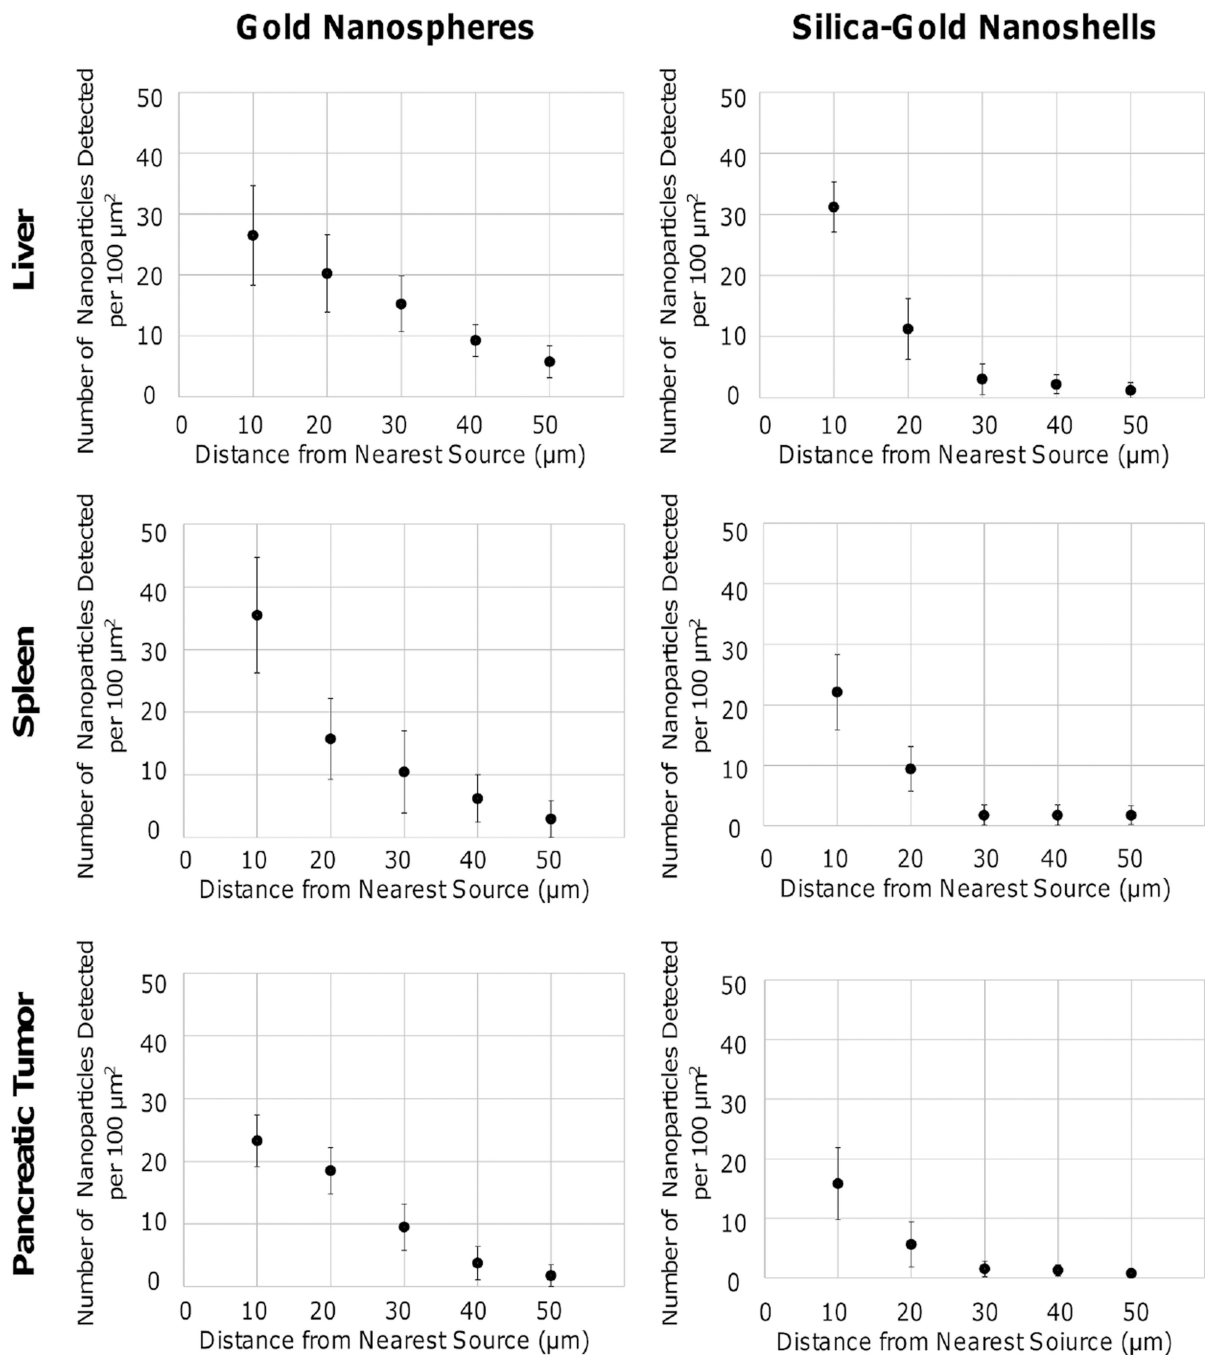 Gold Nanospheres
Silica-Gold Nanoshells
Liver
Number of Nanoparticles Detected
per 100 µm²
50
40
30
20
10
0
0 10 20 30 40 50
Distance from Nearest Source (µm)
Number of Nanoparticles Detected
per 100 µm²
50
40
30
20
10
0
0 10 20 30 40 50
Distance from Nearest Source (µm)
Spleen
Number of Nanoparticles Detected
per 100 µm²
50
40
30
20
10
0
0 10 20 30 40 50
Distance from Nearest Source (µm)
Number of Nanoparticles Detected
per 100 µm²
50
40
30
20
10
0
0 10 20 30 40 50
Distance from Nearest Source (µm)
Pancreatic Tumor
Number of Nanoparticles Detected
per 100 µm²
50
40
30
20
10
0
0 10 20 30 40 50
Distance from Nearest Source (µm)
Number of Nanoparticles Detected
per 100 µm²
50
40
30
20
10
0
0 10 20 30 40 50
Distance from Nearest Soiurce (µm)